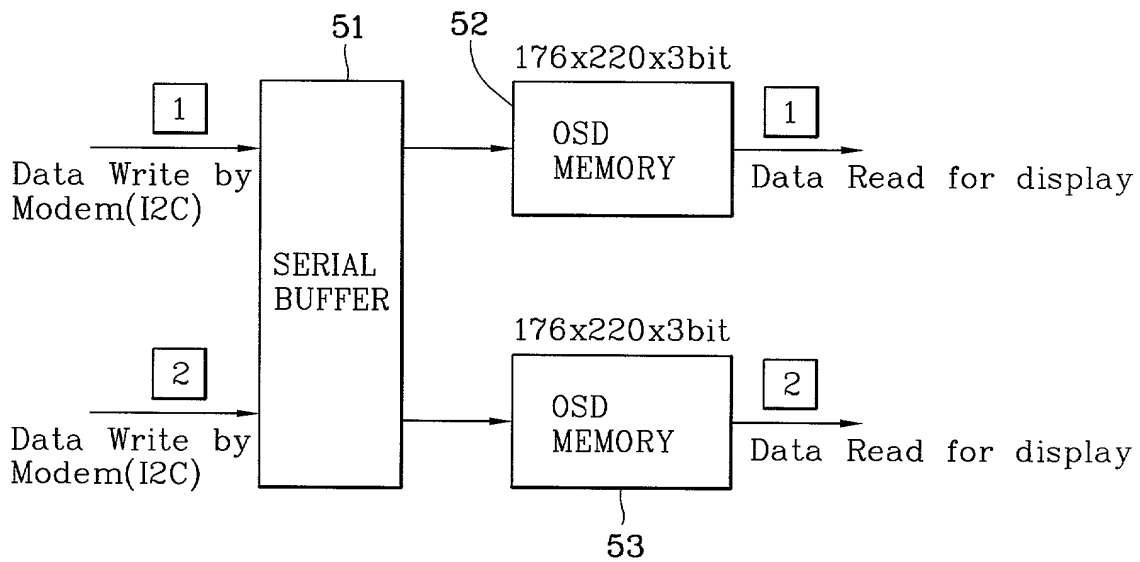 51
52
176x220x3bit
1
Data Write by
Modem(I2C)
OSD
MEMORY
1
Data Read for display
SERIAL
BUFFER
176x220x3bit
2
Data Write by
Modem(I2C)
OSD
MEMORY
2
Data Read for display
53